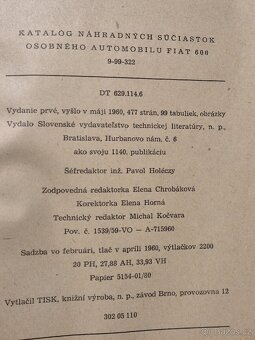 KATALÓG NÁHRADNÝCH SÚČIASTOK
OSOBNÉHO AUTOMOBILU FIAT 600
9-99-322
DT 629.114.6
Vydanie prvé, vyšlo v máji 1960, 477 strán, 99 tabuliek, obrázky
Vydalo Slovenské vydavateľstvo technickej literatúry, n. p.,
Bratislava, Hurbanovo nám. č. 6
ako svoju 1140. publikáciu
Šéfredaktor inž. Pavol Holéczy
Zodpovedná redaktorka Elena Chrobáková
Korektorka Elena Horná
Technický redaktor Michal Kočvara
Pov. č. 1539/59-VO — A-715960
Sadzba vo februári, tlač v apríli 1960, výtlačkov 2200
20 PH, 27,88 AH, 33,93 VH
Papier 5154-01/80
Vytlačil TISK, knižní výroba, n. p., závod Brno, provozovna 12
302 05 110